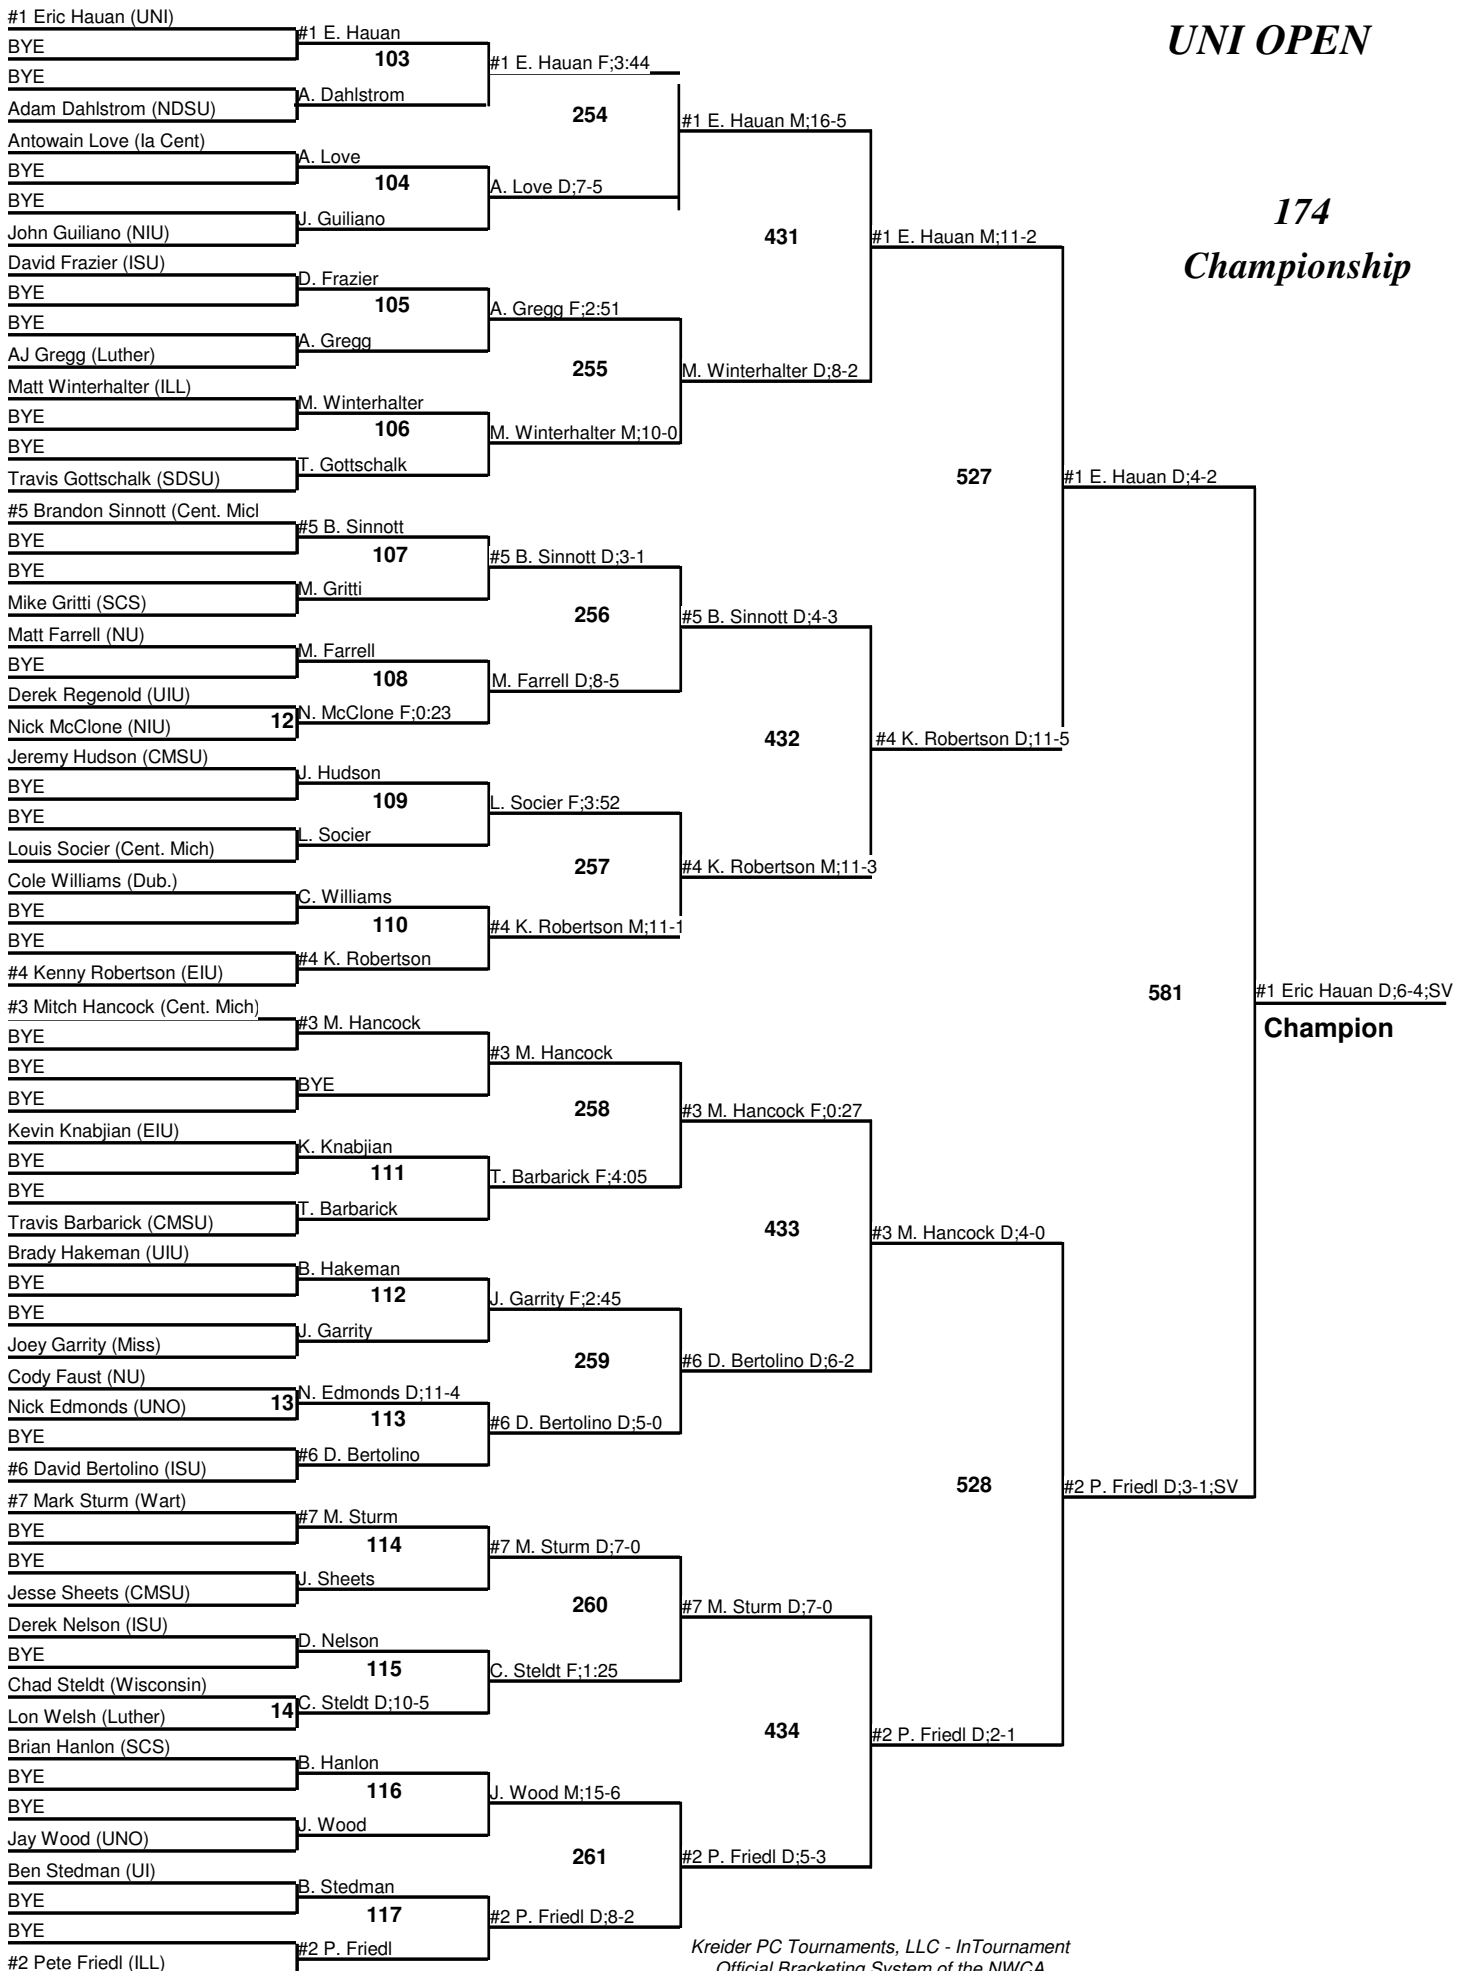 UNI OPEN
174
Championship
#1 Eric Hauan (UNI)
BYE
BYE
Adam Dahlstrom (NDSU)
Antowain Love (Ia Cent)
BYE
BYE
John Guiliano (NIU)
David Frazier (ISU)
BYE
BYE
AJ Gregg (Luther)
Matt Winterhalter (ILL)
BYE
BYE
Travis Gottschalk (SDSU)
#5 Brandon Sinnott (Cent. Micl
BYE
BYE
Mike Gritti (SCS)
Matt Farrell (NU)
BYE
Derek Regenold (UIU)
Nick McClone (NIU)
12
Jeremy Hudson (CMSU)
BYE
BYE
Louis Socier (Cent. Mich)
Cole Williams (Dub.)
BYE
BYE
#4 Kenny Robertson (EIU)
#3 Mitch Hancock (Cent. Mich)
BYE
BYE
BYE
Kevin Knabjian (EIU)
BYE
BYE
Travis Barbarick (CMSU)
Brady Hakeman (UIU)
BYE
BYE
Joey Garrity (Miss)
Cody Faust (NU)
Nick Edmonds (UNO)
13
BYE
#6 David Bertolino (ISU)
#7 Mark Sturm (Wart)
BYE
BYE
Jesse Sheets (CMSU)
Derek Nelson (ISU)
BYE
Chad Steldt (Wisconsin)
Lon Welsh (Luther)
14
Brian Hanlon (SCS)
BYE
BYE
Jay Wood (UNO)
Ben Stedman (UI)
BYE
BYE
#2 Pete Friedl (ILL)
#1 E. Hauan
103
A. Dahlstrom
A. Love
104
J. Guiliano
D. Frazier
105
A. Gregg
M. Winterhalter
106
T. Gottschalk
#5 B. Sinnott
107
M. Gritti
M. Farrell
108
N. McClone F;0:23
J. Hudson
109
L. Socier
C. Williams
110
#4 K. Robertson
#3 M. Hancock
BYE
K. Knabjian
111
T. Barbarick
B. Hakeman
112
J. Garrity
N. Edmonds D;11-4
113
#6 D. Bertolino
#7 M. Sturm
114
J. Sheets
D. Nelson
115
C. Steldt D;10-5
B. Hanlon
116
J. Wood
B. Stedman
117
#2 P. Friedl
#1 E. Hauan F;3:44
254
A. Love D;7-5
A. Gregg F;2:51
255
M. Winterhalter M;10-0
#5 B. Sinnott D;3-1
256
M. Farrell D;8-5
L. Socier F;3:52
257
#4 K. Robertson M;11-1
#3 M. Hancock
258
T. Barbarick F;4:05
J. Garrity F;2:45
259
#6 D. Bertolino D;5-0
#7 M. Sturm D;7-0
260
C. Steldt F;1:25
J. Wood M;15-6
261
#2 P. Friedl D;8-2
#1 E. Hauan M;16-5
431
M. Winterhalter D;8-2
#5 B. Sinnott D;4-3
432
#4 K. Robertson M;11-3
#3 M. Hancock F;0:27
433
#6 D. Bertolino D;6-2
#7 M. Sturm D;7-0
434
#2 P. Friedl D;5-3
#1 E. Hauan M;11-2
527
#4 K. Robertson D;11-5
#3 M. Hancock D;4-0
528
#2 P. Friedl D;2-1
#1 E. Hauan D;4-2
581
#2 P. Friedl D;3-1;SV
#1 Eric Hauan D;6-4;SV
Champion
Kreider PC Tournaments, LLC - InTournament
Official Bracketing System of the NWCA